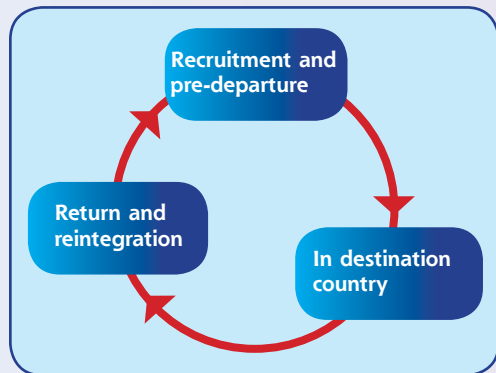 Recruitment and
pre-departure
In destination
country
Return and
reintegration